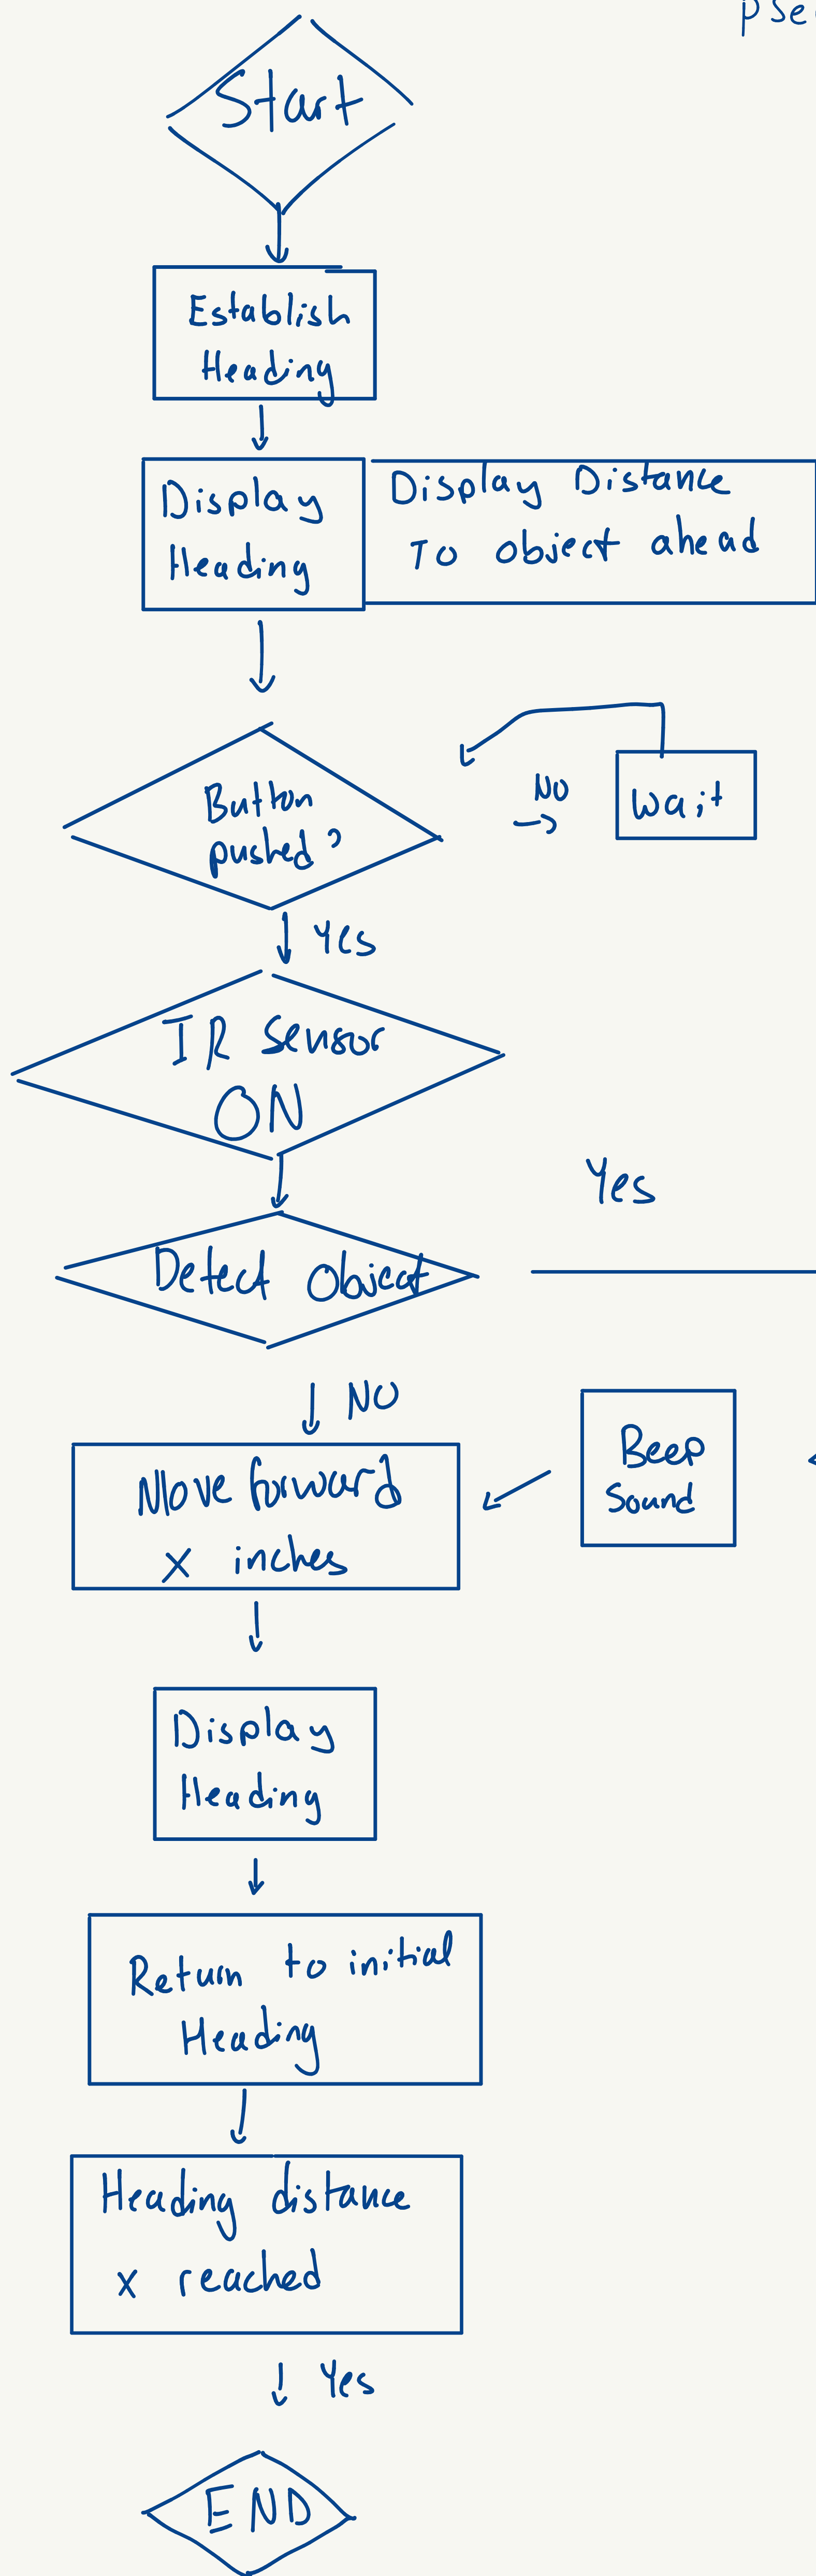 pse
Start
Establish
Heading
Display
Heading
Display Distance
To object ahead
Button
pushed?
NO
wait
Yes
IR Sensor
ON
Yes
Detect Object
NO
Move forward
x inches
Beep
Sound
Display
Heading
Return to initial
Heading
Heading distance
x reached
Yes
END